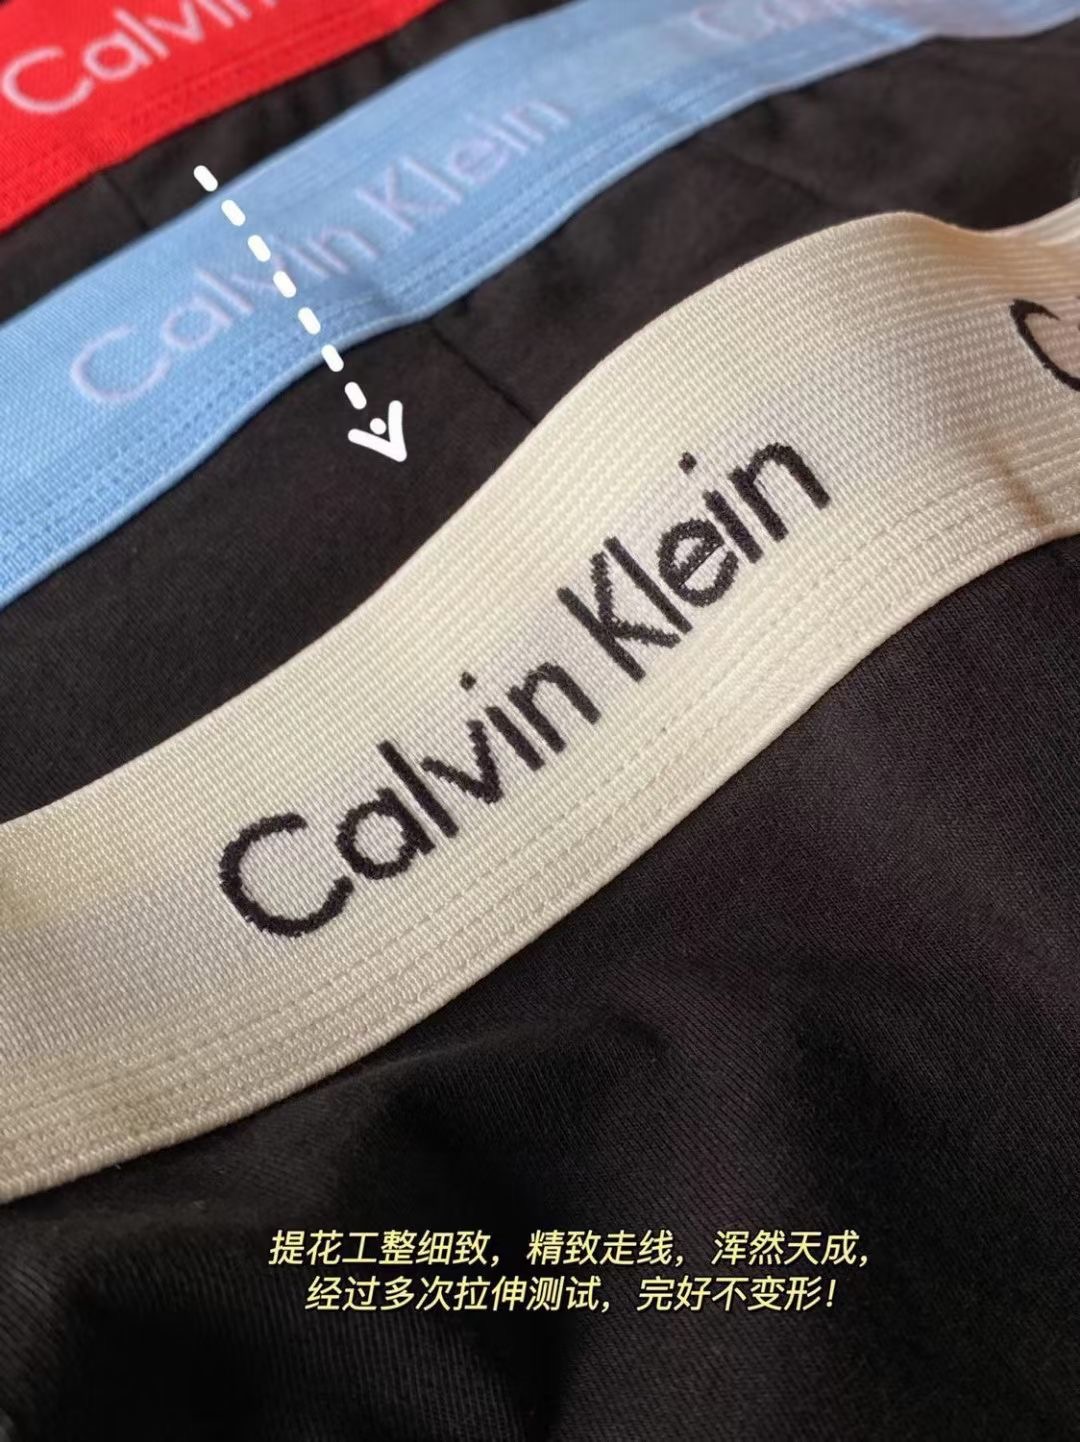 Calvin
Calvin Klein
Calvin Klein
提花工整细致，精致走线，浑然天成，
经过多次拉伸测试，完好不变形！